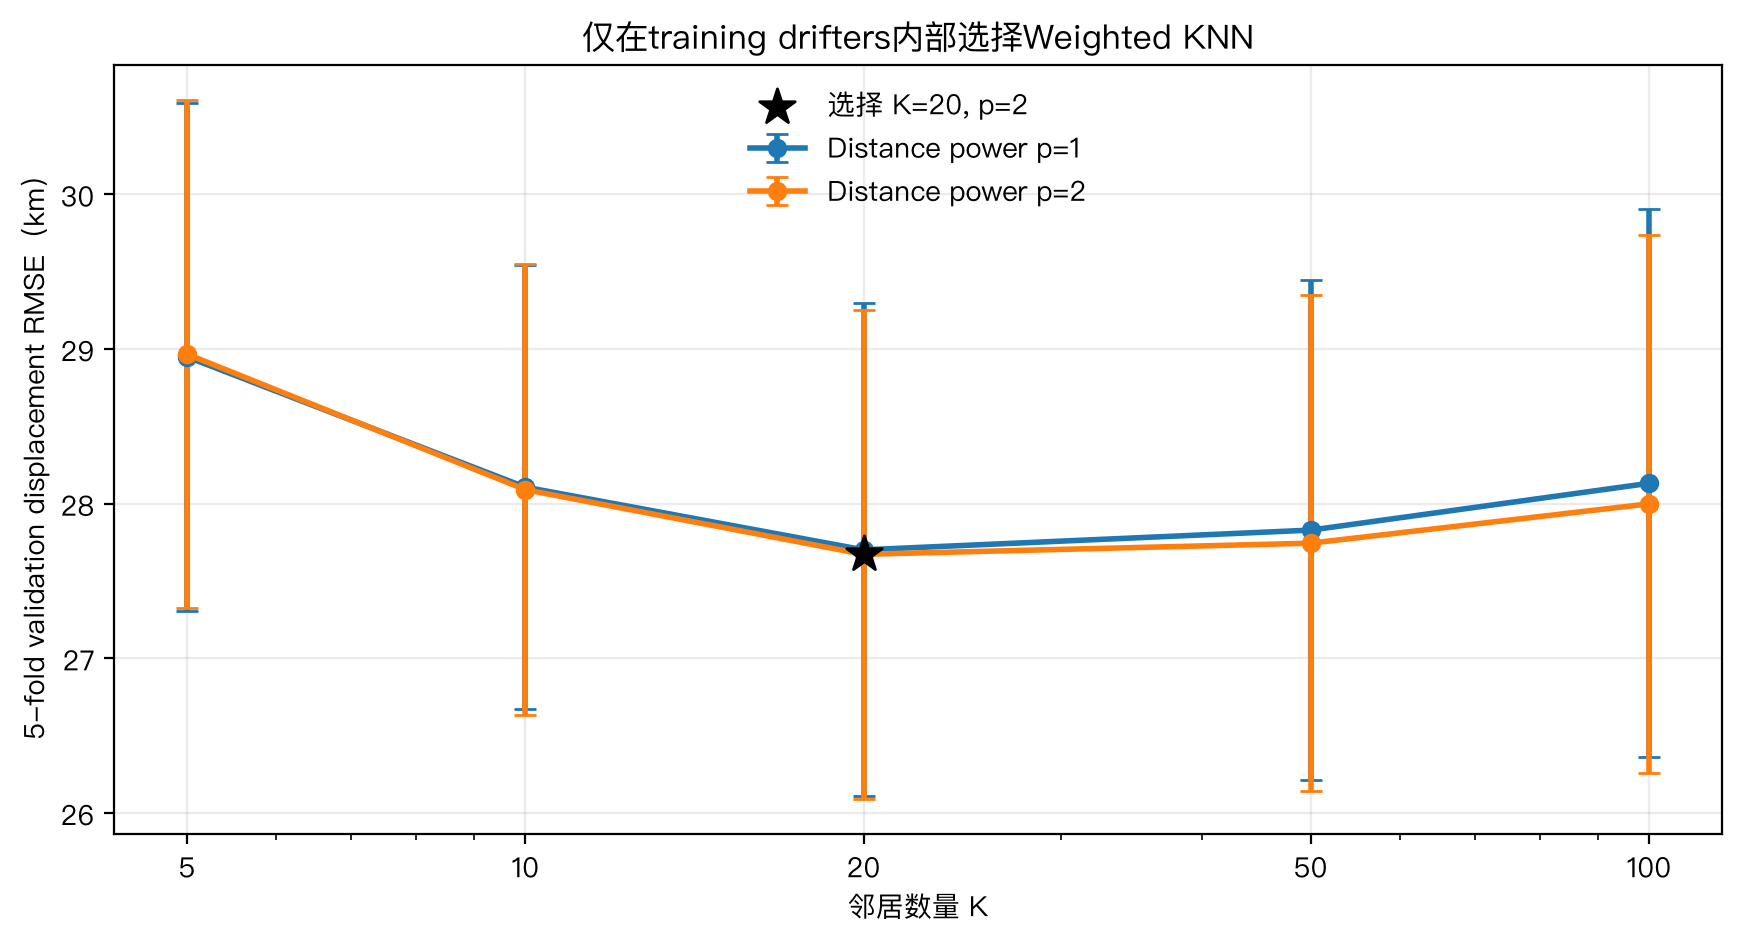 仅在training drifters内部选择Weighted KNN
选择 K=20, p=2
Distance power p=1
Distance power p=2
5-fold validation displacement RMSE (km)
30
29
28
27
26
5
10
20
50
100
邻居数量 K